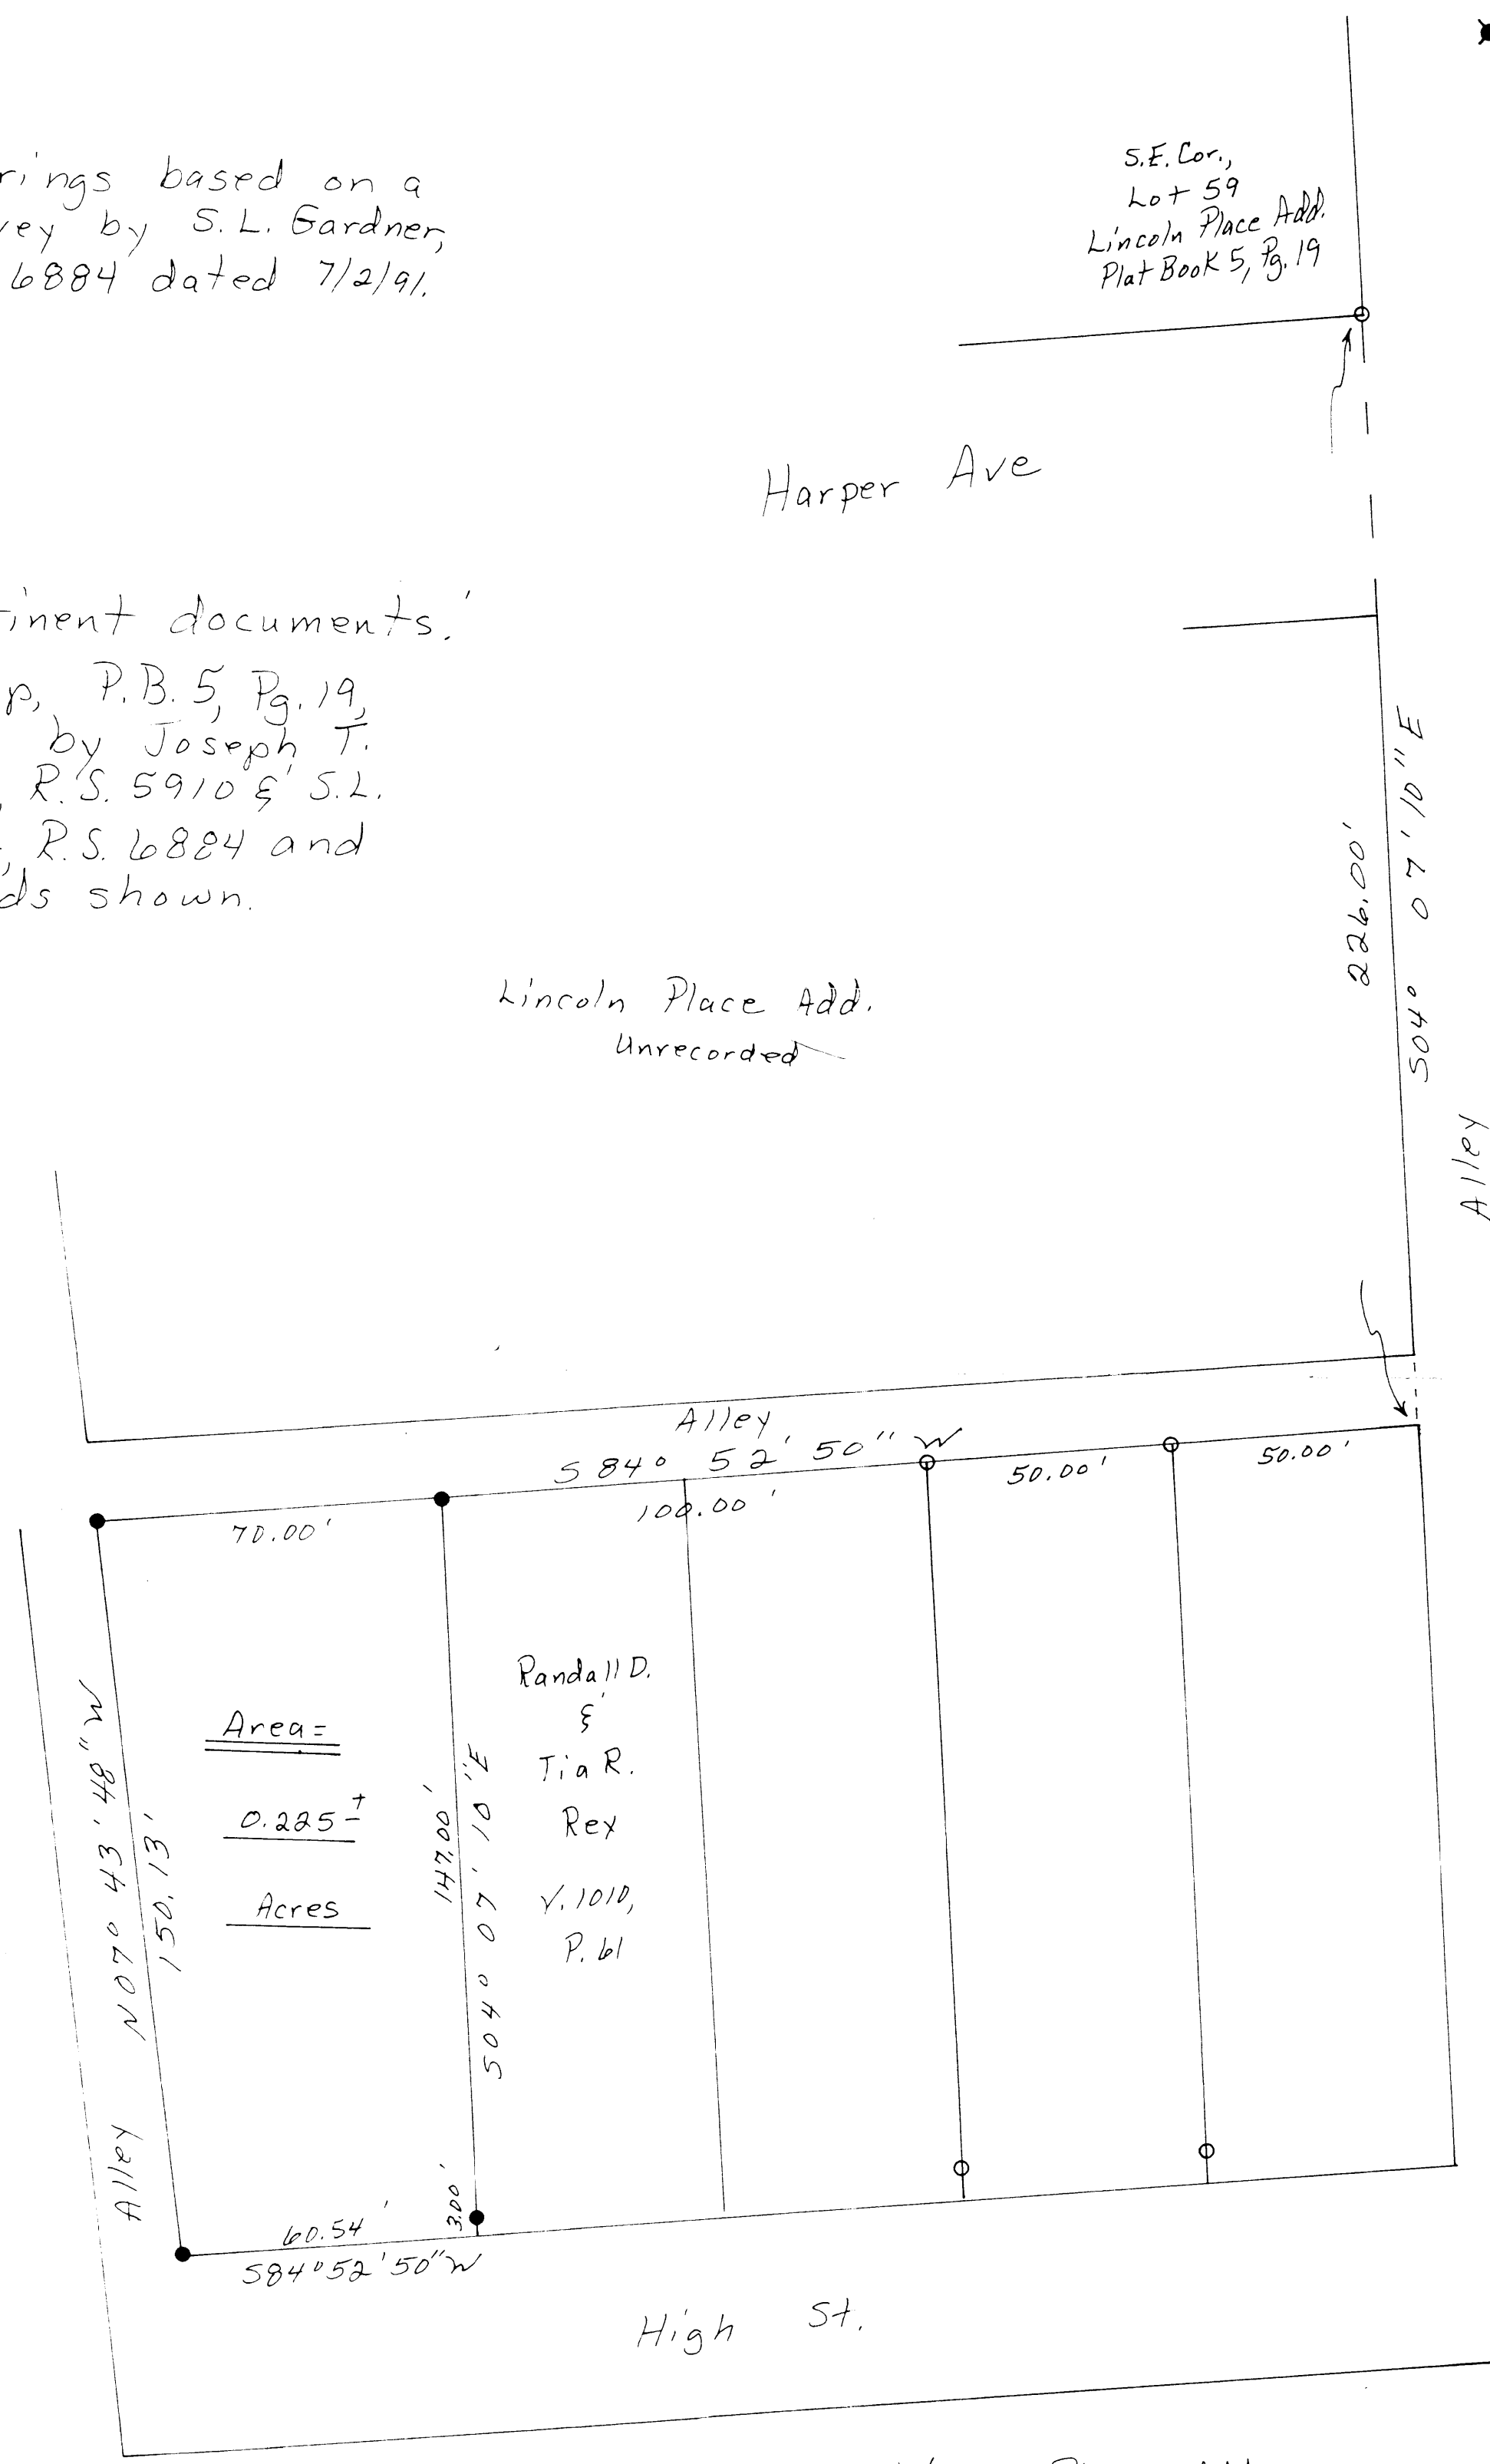 rings based on a
vey by S.L. Gardner,
6884 dated 7/2/91.
S.E. Cor.,
Lot 59
Lincoln Place Add.
Plat Book 5, Pg. 19
Harper Ave
tinent documents:
p, P.B. 5, Pg. 19,
by Joseph T.
, R.S. 5910 & S.L.
, R.S. 6884 and
ds shown.
226.00'
S04° 07' 10" E
Alley
Lincoln Place Add.
Unrecorded
Alley
S 84° 52' 50" W
70.00'
100.00'
50.00'
50.00'
N07° 43' 48" W
150.13'
Alley
Area=
0.225±
Acres
147.00'
S04° 07' 10" E
3.00'
Randall D.
&
Tia R.
Rex
V. 1010,
P. 61
60.54'
S84° 52' 50" W
High St.